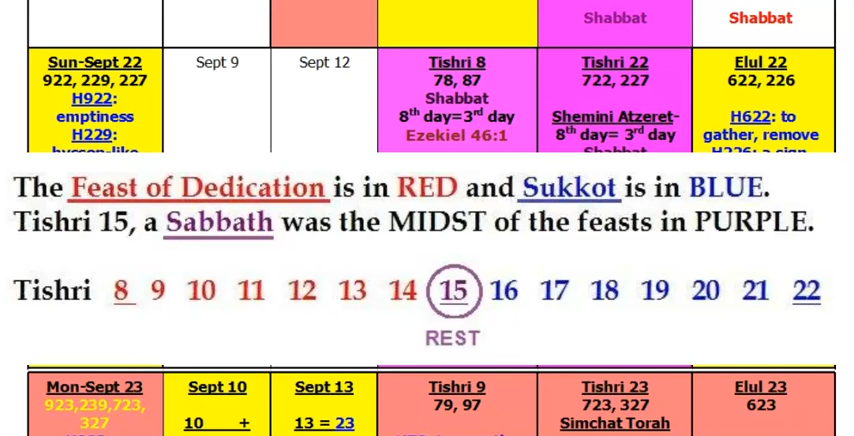 Shabbat
Shabbat
Sun-Sept 22
922, 229, 227
H922:
emptiness
H229:
hyssop-like
Sept 9
Sept 12
Tishri 8
78, 87
Shabbat
8th day=3rd day
Ezekiel 46:1
Tishri 22
722, 227
Shemini Atzeret-
8th day= 3rd day
Shabbat
Elul 22
622, 226
H622: to
gather, remove
H226: a sign
The Feast of Dedication is in RED and Sukkot is in BLUE.
Tishri 15, a Sabbath was the MIDST of the feasts in PURPLE.
Tishri 8 9 10 11 12 13 14 15 16 17 18 19 20 21 22
REST
Mon-Sept 23
923,239,723,
327
Sept 10
10 +
Sept 13
13 = 23
Tishri 9
79, 97
Tishri 23
723, 327
Simchat Torah
Elul 23
623